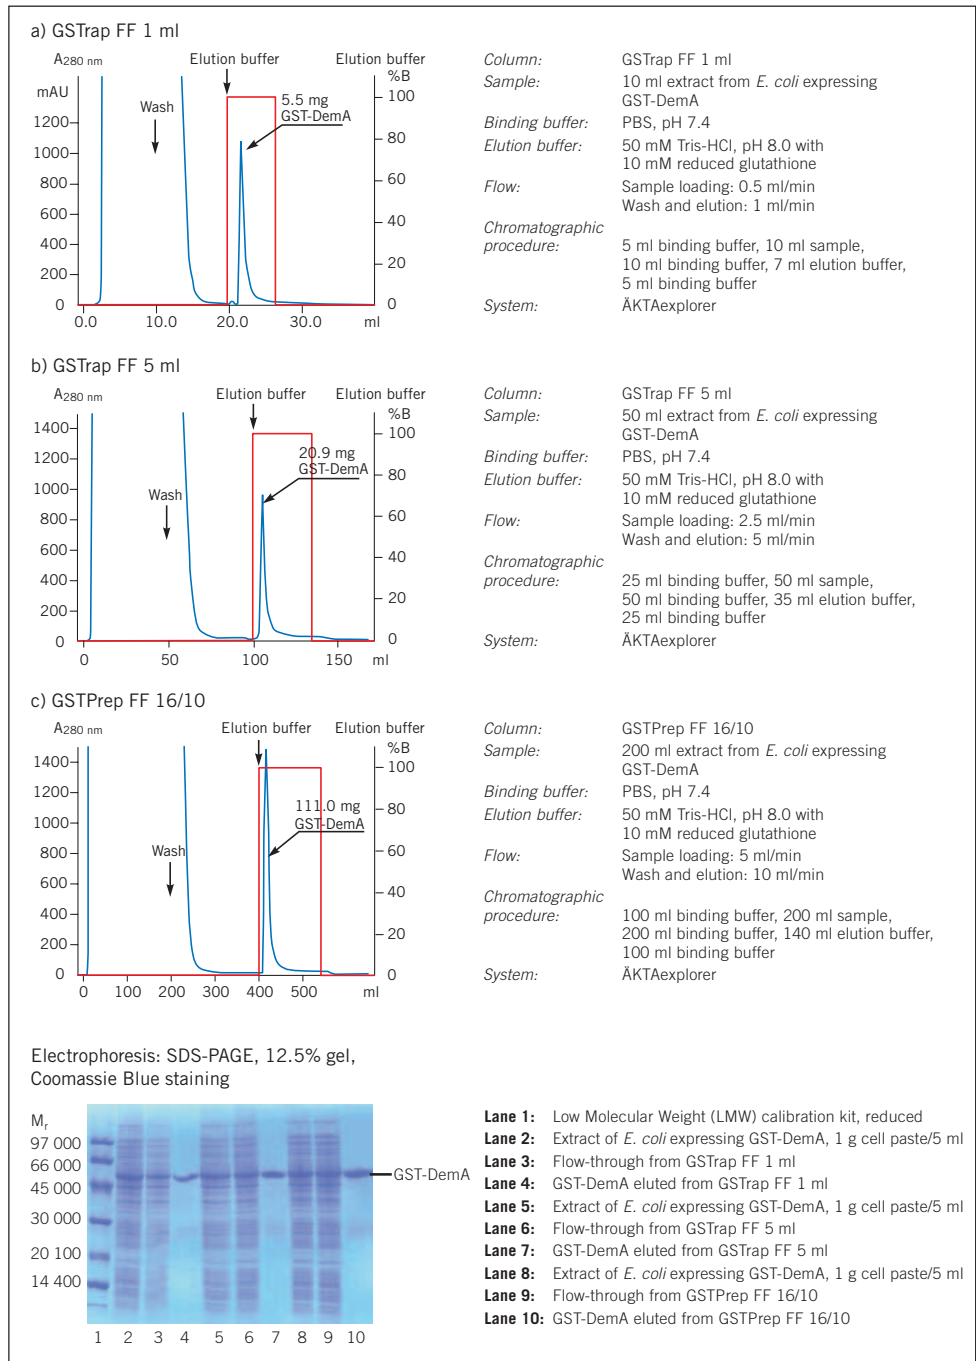 a) GSTrap FF 1 ml
A280 nm
mAU
Elution buffer
Elution buffer
%B
Wash
5.5 mg
GST-DemA
1200
1000
800
600
400
200
0
100
80
60
40
20
0
0.0 10.0 20.0 30.0 ml
Column: GSTrap FF 1 ml
Sample: 10 ml extract from E. coli expressing
GST-DemA
Binding buffer: PBS, pH 7.4
Elution buffer: 50 mM Tris-HCl, pH 8.0 with
10 mM reduced glutathione
Flow: Sample loading: 0.5 ml/min
Wash and elution: 1 ml/min
Chromatographic
procedure: 5 ml binding buffer, 10 ml sample,
10 ml binding buffer, 7 ml elution buffer,
5 ml binding buffer
System: ÄKTAexplorer
b) GSTrap FF 5 ml
A280 nm
Elution buffer
Elution buffer
%B
Wash
20.9 mg
GST-DemA
1400
1200
1000
800
600
400
200
0
100
80
60
40
20
0
0 50 100 150 ml
Column: GSTrap FF 5 ml
Sample: 50 ml extract from E. coli expressing
GST-DemA
Binding buffer: PBS, pH 7.4
Elution buffer: 50 mM Tris-HCl, pH 8.0 with
10 mM reduced glutathione
Flow: Sample loading: 2.5 ml/min
Wash and elution: 5 ml/min
Chromatographic
procedure: 25 ml binding buffer, 50 ml sample,
50 ml binding buffer, 35 ml elution buffer,
25 ml binding buffer
System: ÄKTAexplorer
c) GSTPrep FF 16/10
A280 nm
Elution buffer
Elution buffer
%B
Wash
111.0 mg
GST-DemA
1400
1200
1000
800
600
400
200
0
100
80
60
40
20
0
0 100 200 300 400 500 ml
Column: GSTPrep FF 16/10
Sample: 200 ml extract from E. coli expressing
GST-DemA
Binding buffer: PBS, pH 7.4
Elution buffer: 50 mM Tris-HCl, pH 8.0 with
10 mM reduced glutathione
Flow: Sample loading: 5 ml/min
Wash and elution: 10 ml/min
Chromatographic
procedure: 100 ml binding buffer, 200 ml sample,
200 ml binding buffer, 140 ml elution buffer,
100 ml binding buffer
System: ÄKTAexplorer
Electrophoresis: SDS-PAGE, 12.5% gel,
Coomassie Blue staining
Mr
97 000
66 000
45 000
30 000
20 100
14 400
GST-DemA
1 2 3 4 5 6 7 8 9 10
Lane 1: Low Molecular Weight (LMW) calibration kit, reduced
Lane 2: Extract of E. coli expressing GST-DemA, 1 g cell paste/5 ml
Lane 3: Flow-through from GSTrap FF 1 ml
Lane 4: GST-DemA eluted from GSTrap FF 1 ml
Lane 5: Extract of E. coli expressing GST-DemA, 1 g cell paste/5 ml
Lane 6: Flow-through from GSTrap FF 5 ml
Lane 7: GST-DemA eluted from GSTrap FF 5 ml
Lane 8: Extract of E. coli expressing GST-DemA, 1 g cell paste/5 ml
Lane 9: Flow-through from GSTPrep FF 16/10
Lane 10: GST-DemA eluted from GSTPrep FF 16/10